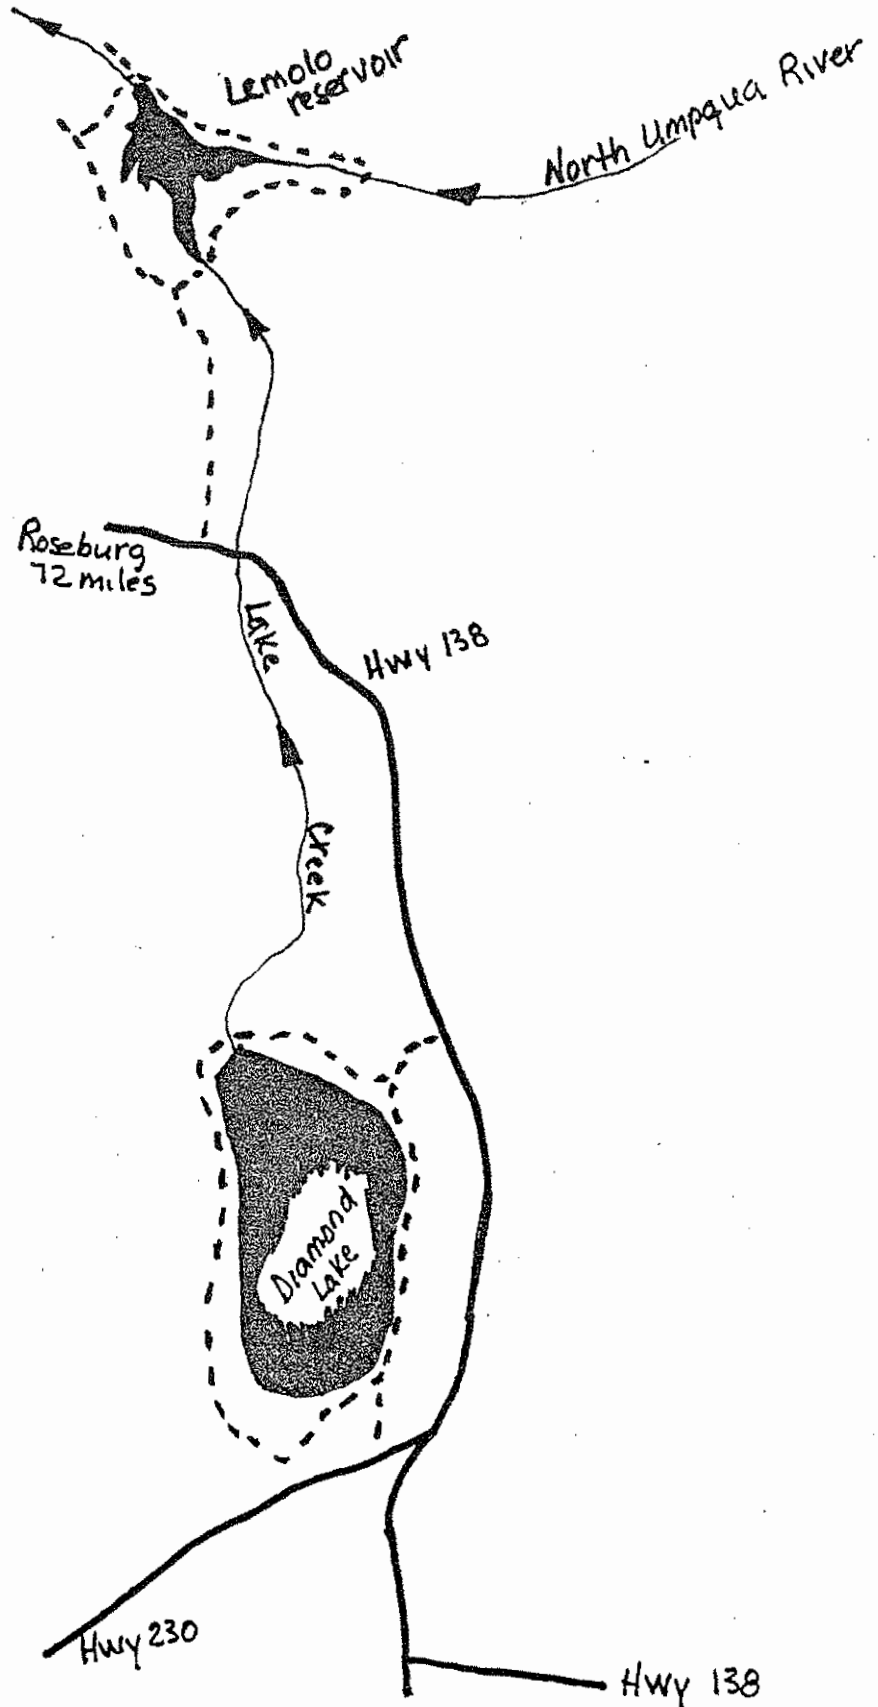 Lemolo
reservoir
North Umpqua River
Roseburg
72 miles
Lake
Hwy 138
Creek
Diamond
Lake
Hwy 230
Hwy 138